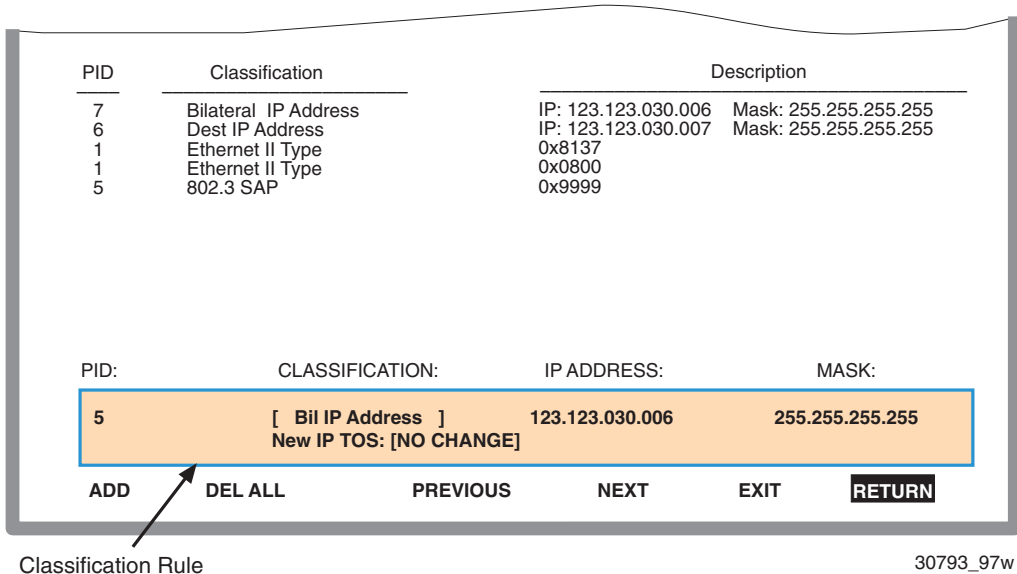 PID Classification Description
7 Bilateral IP Address IP: 123.123.030.006 Mask: 255.255.255.255
6 Dest IP Address IP: 123.123.030.007 Mask: 255.255.255.255
1 Ethernet II Type 0x8137
1 Ethernet II Type 0x0800
5 802.3 SAP 0x9999
PID: CLASSIFICATION: IP ADDRESS: MASK:
5 [ Bil IP Address ] 123.123.030.006 255.255.255.255
New IP TOS: [NO CHANGE]
ADD DEL ALL PREVIOUS NEXT EXIT RETURN
Classification Rule 30793_97w